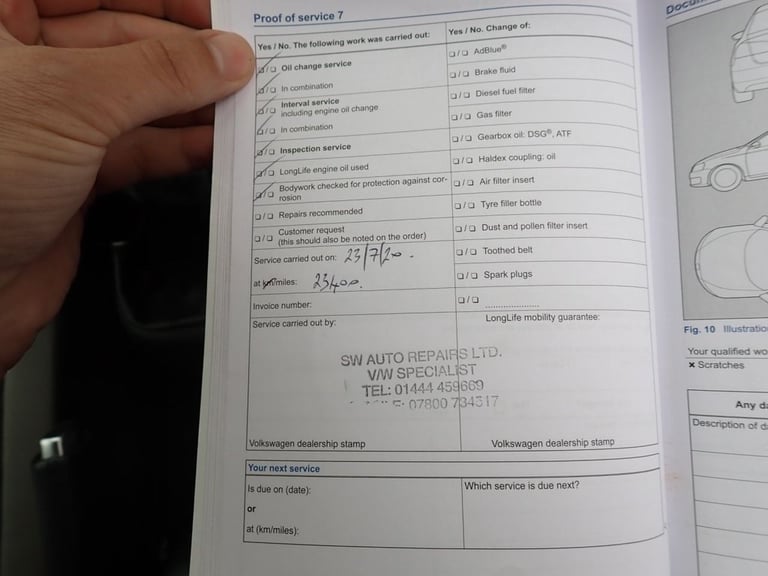 Proof of service 7
Yes / No. The following work was carried out:
☑/☐ Oil change service
☑/☐ In combination
☑/☐ Interval service
including engine oil change
☑/☐ In combination
☑/☐ Inspection service
☑/☐ LongLife engine oil used
☑/☐ Bodywork checked for protection against cor-
rosion
☐/☐ Repairs recommended
☐/☐ Customer request
(this should also be noted on the order)
Service carried out on: 23/7/20.
at km/miles: 23400.
Invoice number:
Service carried out by:
Yes / No. Change of:
☐/☐ AdBlue®
☐/☐ Brake fluid
☐/☐ Diesel fuel filter
☐/☐ Gas filter
☐/☐ Gearbox oil: DSG®, ATF
☐/☐ Haldex coupling: oil
☐/☐ Air filter insert
☐/☐ Tyre filler bottle
☐/☐ Dust and pollen filter insert
☐/☐ Toothed belt
☐/☐ Spark plugs
☐/☐ ....................
LongLife mobility guarantee:
SW AUTO REPAIRS LTD.
V/W SPECIALIST
TEL: 01444 459669
07800 734517
Volkswagen dealership stamp
Volkswagen dealership stamp
Your next service
Is due on (date):
or
at (km/miles):
Which service is due next?
Fig. 10 Illustratio
Your qualified wo
x Scratches
Any da
Description of da